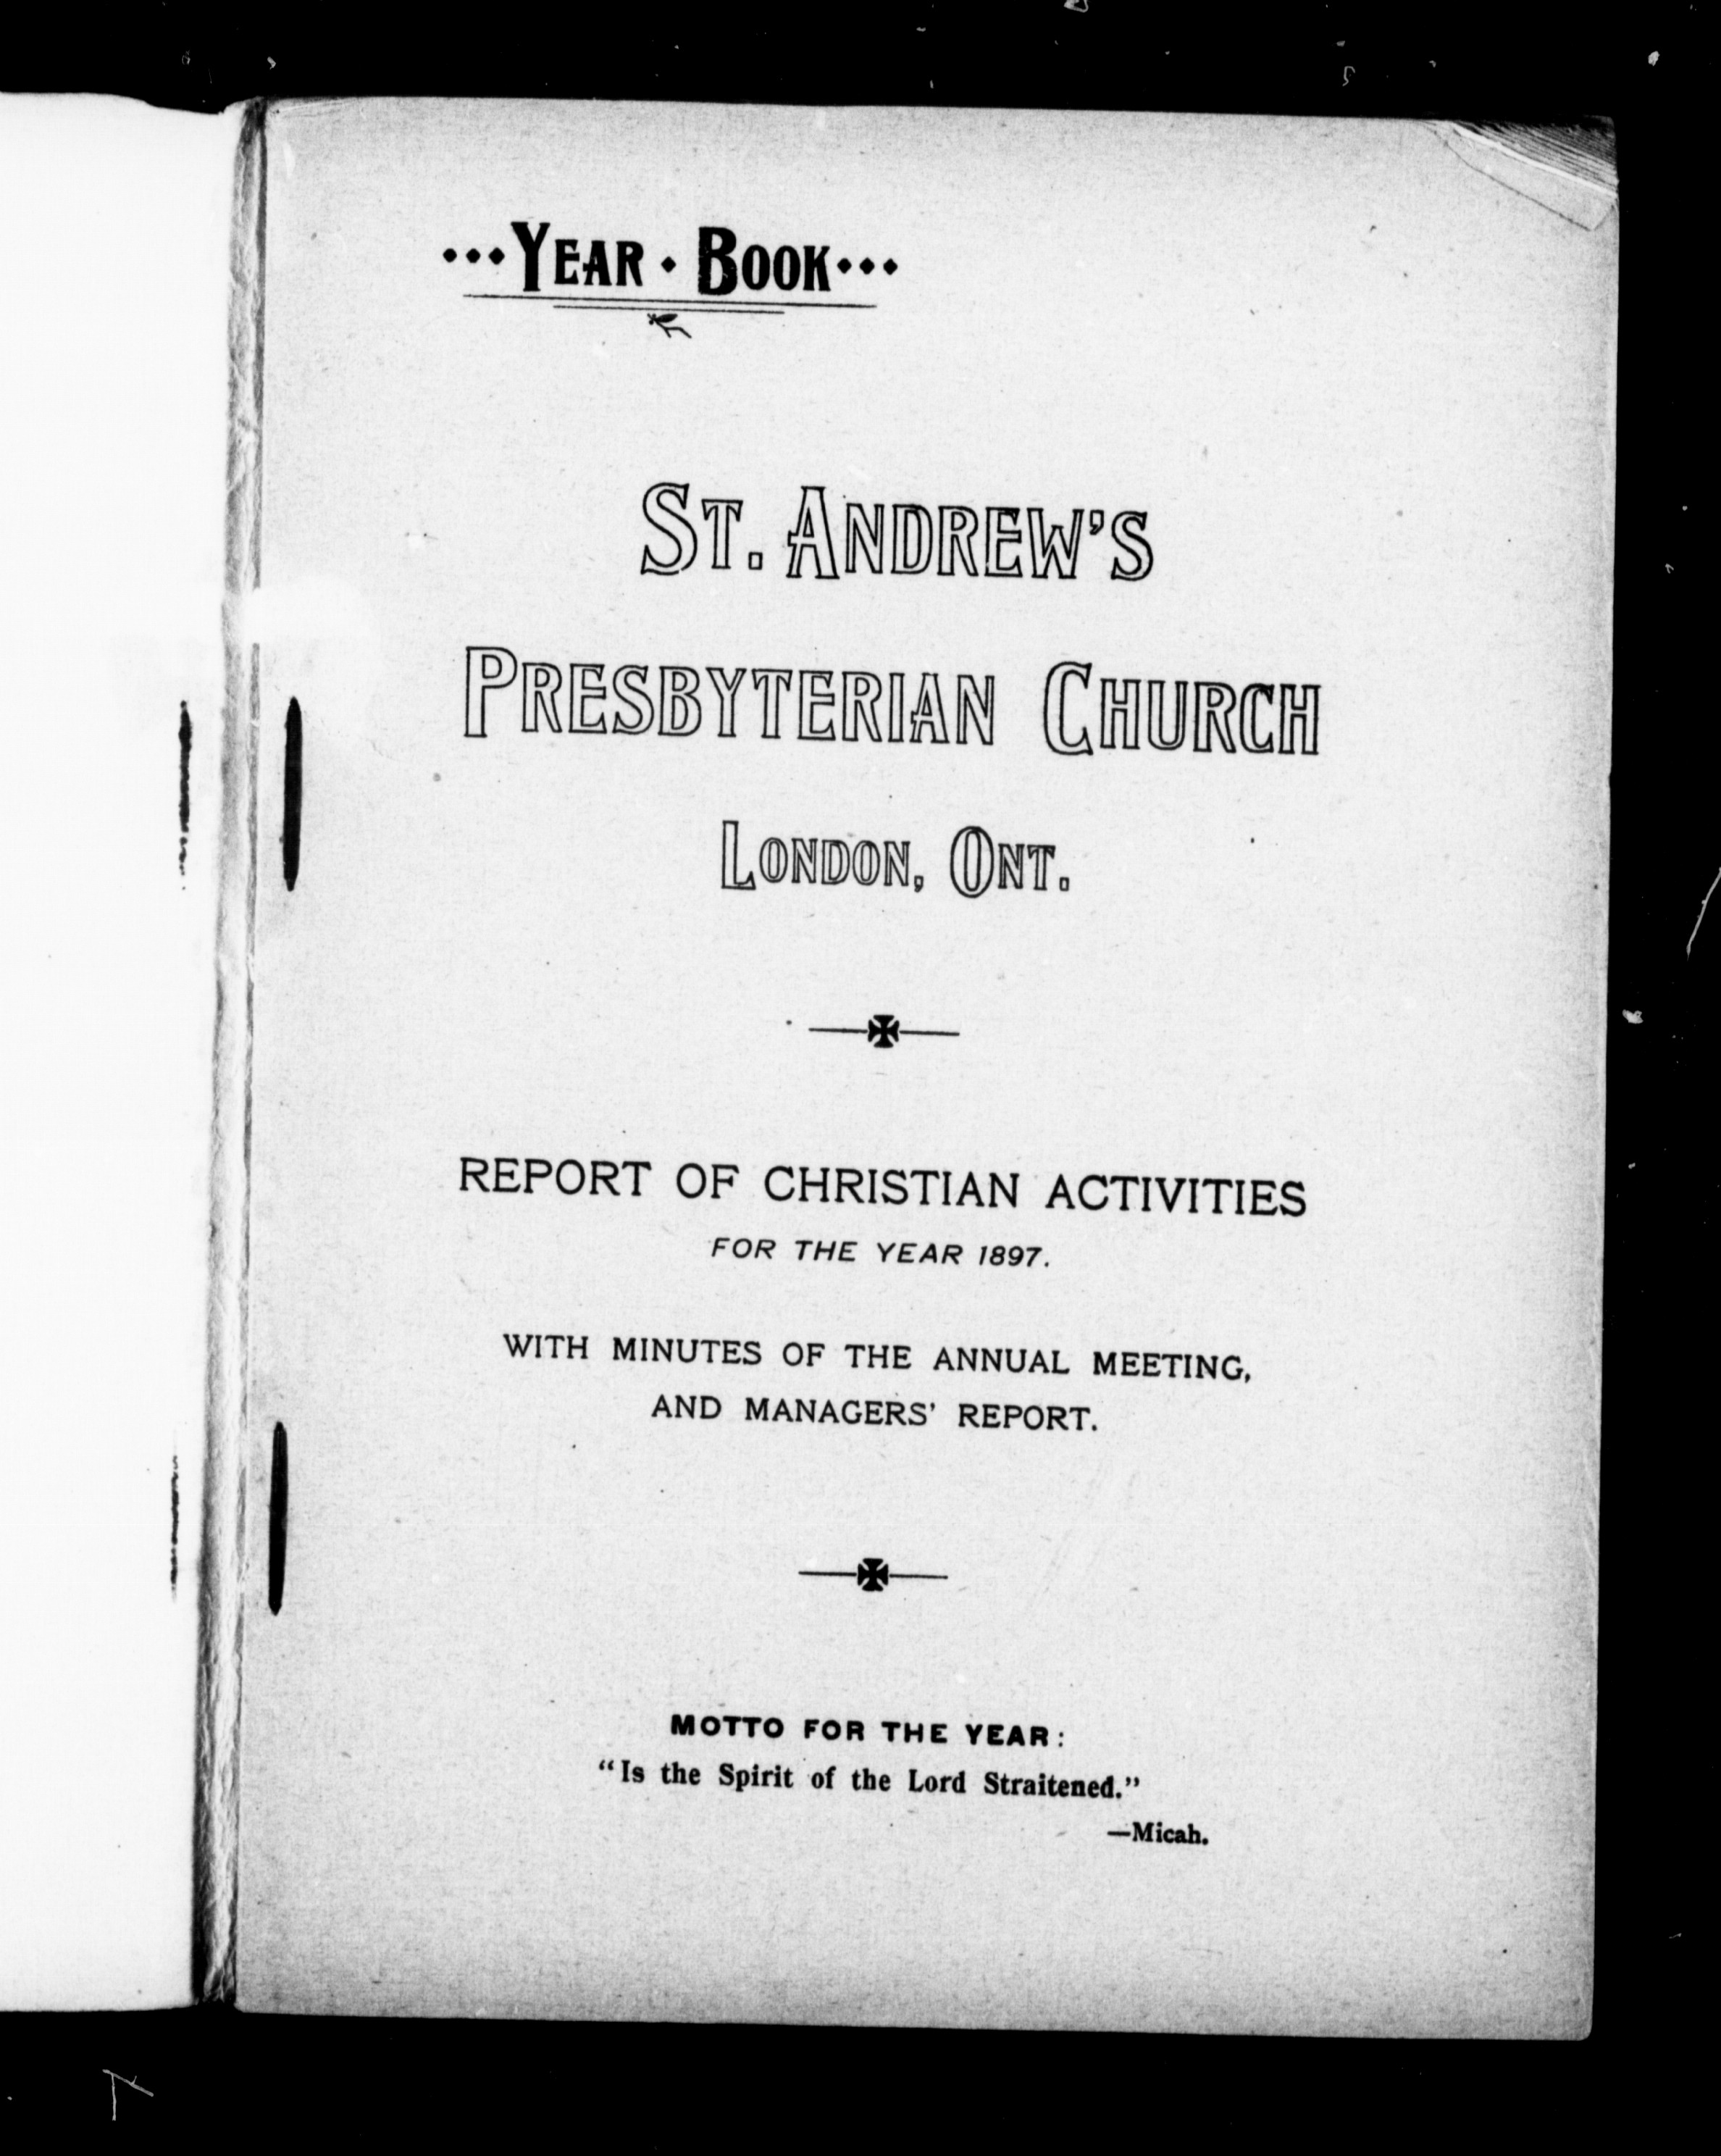 ···YEAR · BOOK···
ST. ANDREW'S
PRESBYTERIAN CHURCH
LONDON, ONT.
REPORT OF CHRISTIAN ACTIVITIES
FOR THE YEAR 1897.
WITH MINUTES OF THE ANNUAL MEETING,
AND MANAGERS' REPORT.
MOTTO FOR THE YEAR:
"Is the Spirit of the Lord Straitened."
—Micah.